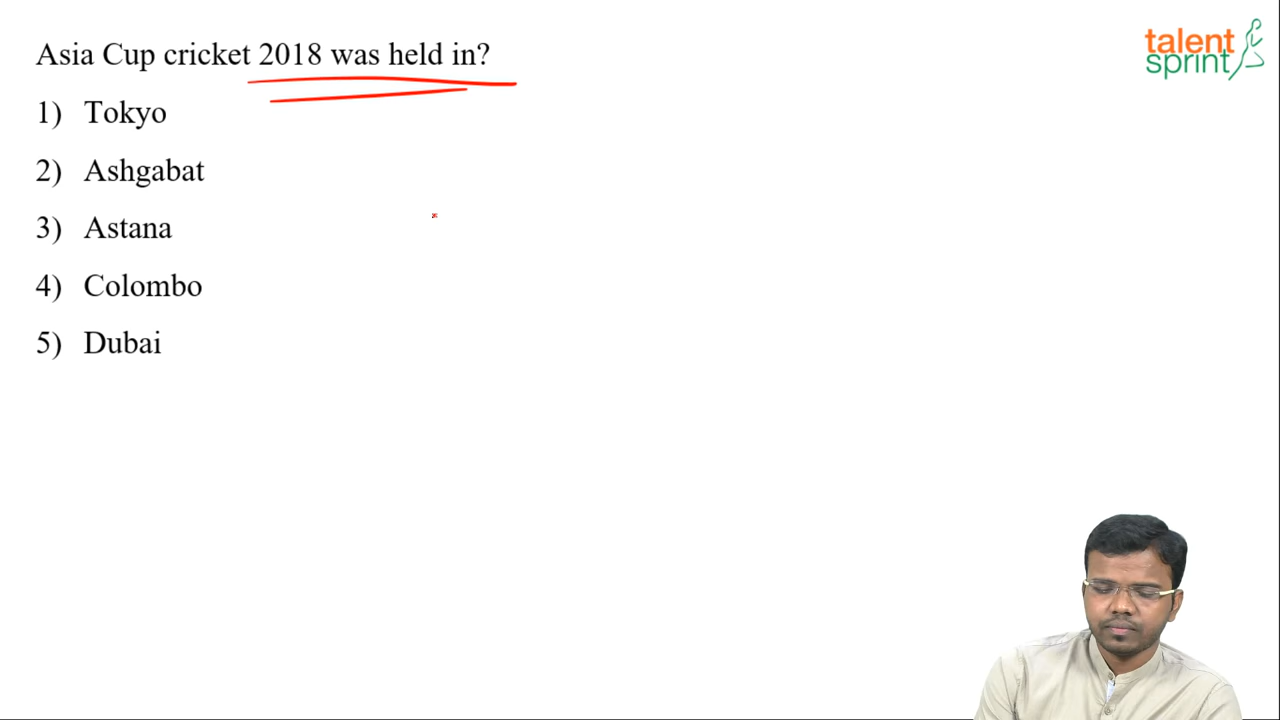 Asia Cup cricket 2018 was held in?
talent
sprint
1) Tokyo
2) Ashgabat
3) Astana
4) Colombo
5) Dubai